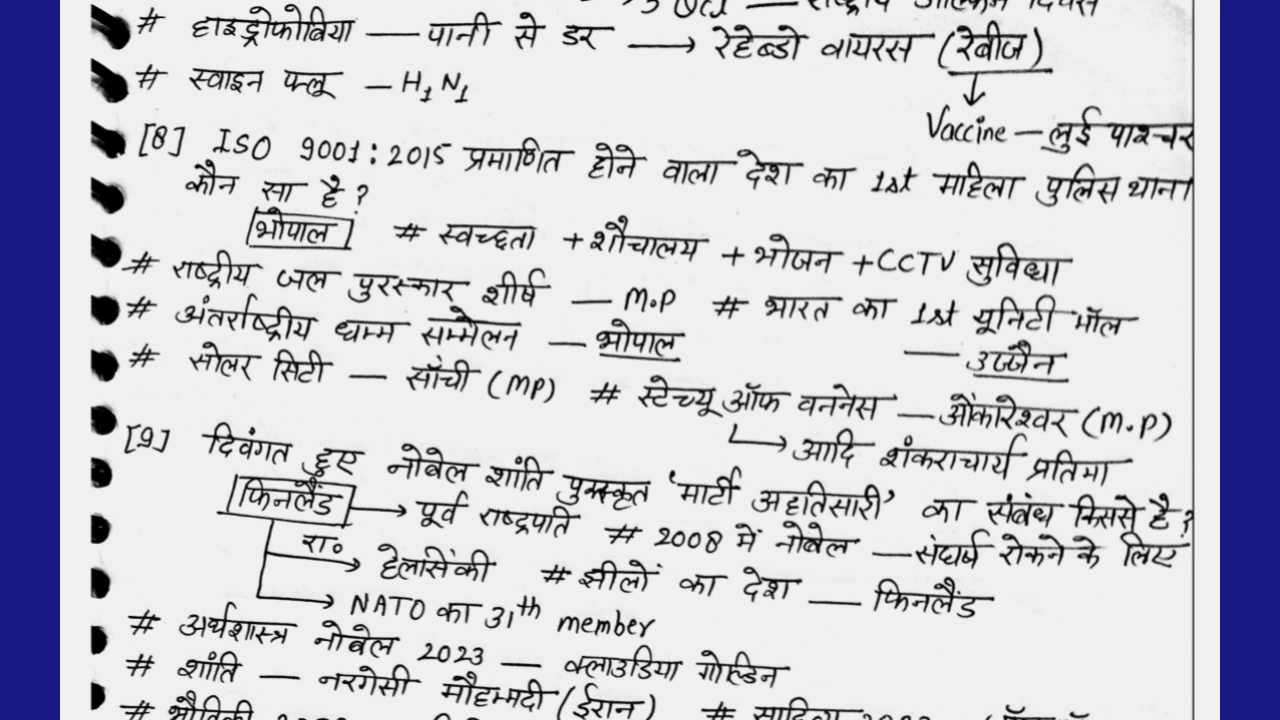 राष्ट्रीय दिवस
# हाइड्रोफोबिया — पानी से डर → रेहेब्डो वायरस (रेबीज)
# स्वाइन फ्लू — H1N1
Vaccine — लुई पाश्चर
[8] ISO 9001:2015 प्रमाणित होने वाला देश का 1st महिला पुलिस थाना
कौन सा है ?
भोपाल # स्वच्छता + शौचालय + भोजन + CCTV सुविधा
# राष्ट्रीय जल पुरस्कार शीर्ष — M.P # भारत का 1st यूनिटी मॉल
# अंतर्राष्ट्रीय धम्म सम्मेलन — भोपाल — उज्जैन
# सोलर सिटी — साँची (MP) # स्टेच्यू ऑफ वननेस — ओंकारेश्वर (M.P)
→ आदि शंकराचार्य प्रतिमा
[9] दिवंगत हुए नोबेल शांति पुरस्कृत 'मार्टी अहतिसारी' का संबंध किससे है ?
फिनलैंड → पूर्व राष्ट्रपति # 2008 में नोबेल — संघर्ष रोकने के लिए
रा० → हेलसिंकी # झीलों का देश — फिनलैंड
→ NATO का 31th member
# अर्थशास्त्र नोबेल 2023 — क्लाउडिया गोल्डिन
# शांति — नरगेसी मौहम्मदी (ईरान) # साहित्य
# भौतिकी